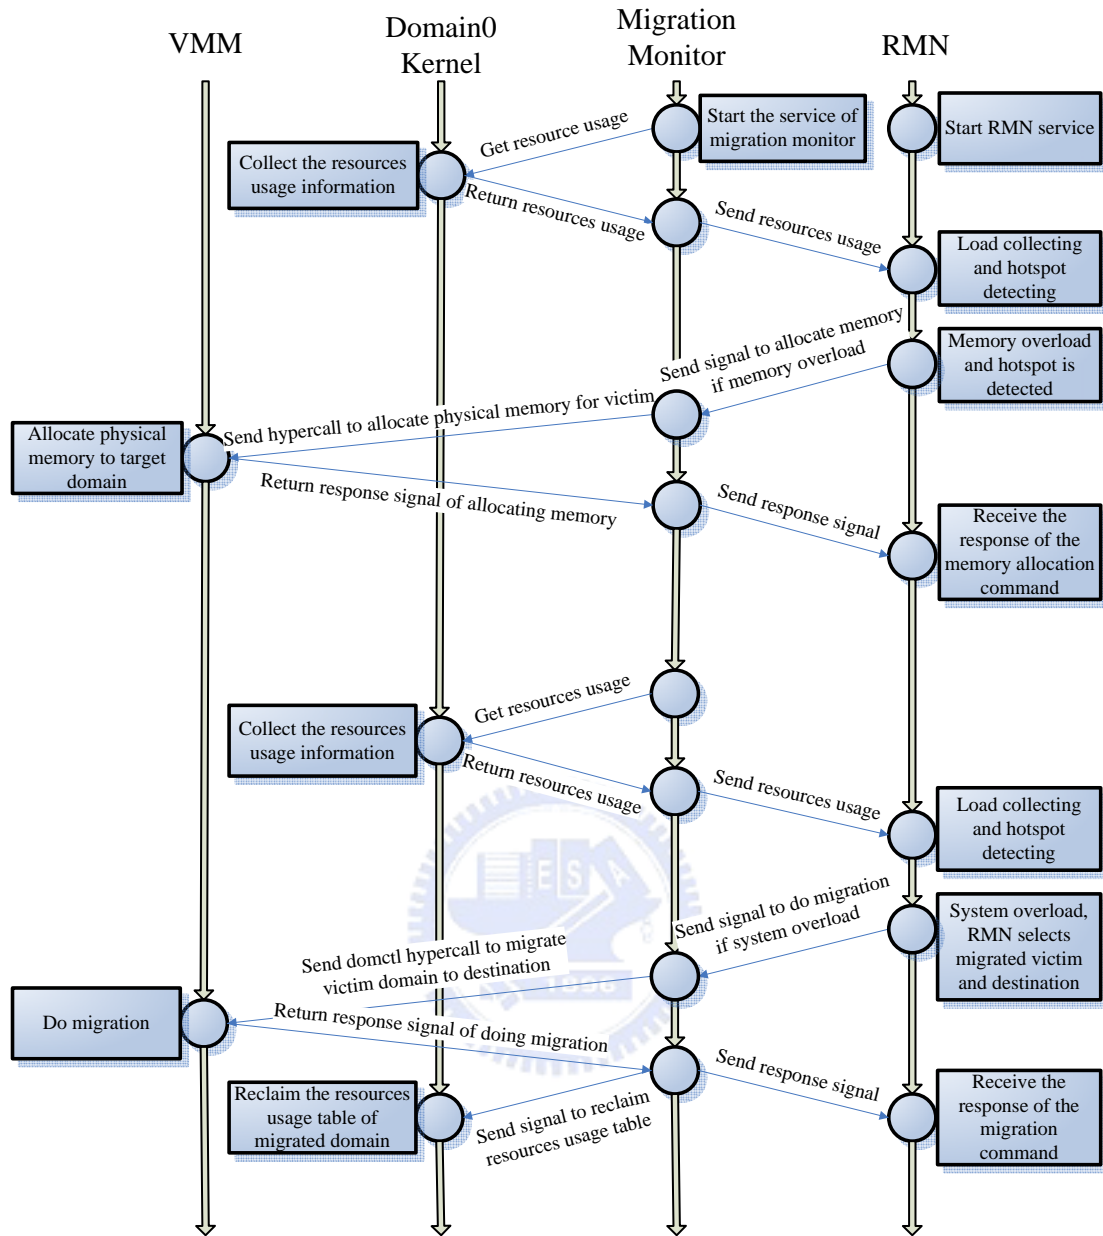 VMM
Domain0
Kernel
Migration
Monitor
RMN
Start the service of
migration monitor
Start RMN service
Get resource usage
Collect the resources
usage information
Return resources usage
Send resources usage
Load collecting
and hotspot
detecting
Send signal to allocate memory
if memory overload
Memory overload
and hotspot is
detected
Send hypercall to allocate physical memory for victim
Allocate physical
memory to target
domain
Return response signal of allocating memory
Send response signal
Receive the
response of the
memory allocation
command
Get resources usage
Collect the resources
usage information
Return resources usage
Send resources usage
Load collecting
and hotspot
detecting
Send signal to do migration
if system overload
System overload,
RMN selects
migrated victim
and destination
Send domctl hypercall to migrate
victim domain to destination
Do migration
Return response signal of doing migration
Send response signal
Reclaim the resources
usage table of
migrated domain
Send signal to reclaim
resources usage table
Receive the
response of the
migration
command
E S A
1896